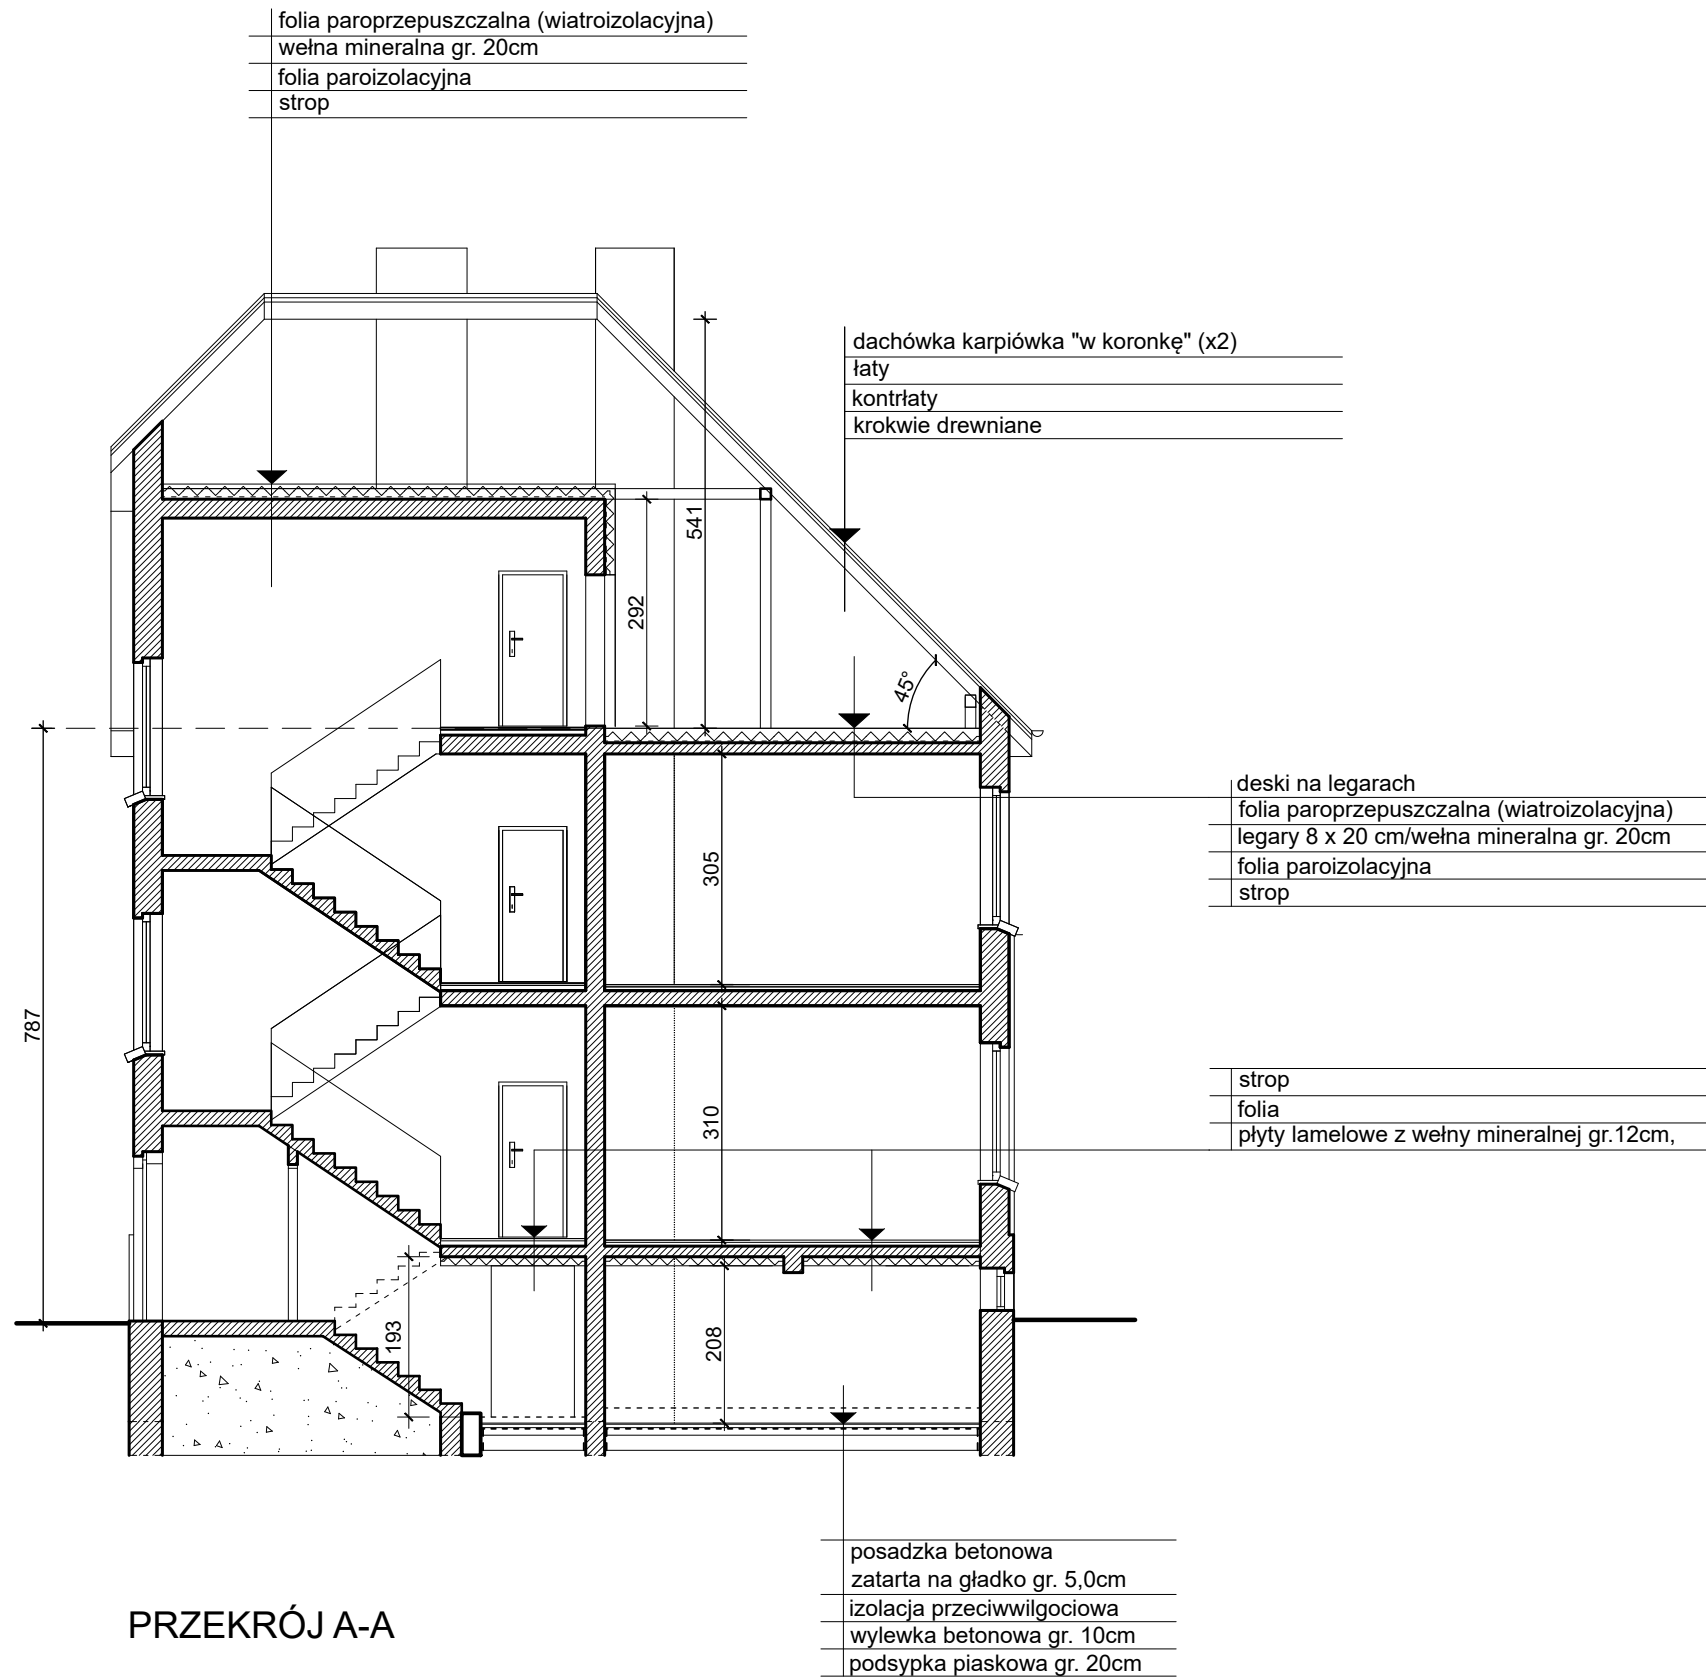 folia paroprzepuszczalna (wiatroizolacyjna)
wełna mineralna gr. 20cm
folia paroizolacyjna
strop
dachówka karpiówka "w koronkę" (x2)
łaty
kontrłaty
krokwie drewniane
541
292
45°
deski na legarach
folia paroprzepuszczalna (wiatroizolacyjna)
legary 8 x 20 cm/wełna mineralna gr. 20cm
folia paroizolacyjna
strop
305
787
strop
folia
płyty lamelowe z wełny mineralnej gr.12cm,
310
193
208
posadzka betonowa
zatarta na gładko gr. 5,0cm
izolacja przeciwwilgociowa
wylewka betonowa gr. 10cm
podsypka piaskowa gr. 20cm
PRZEKRÓJ A-A